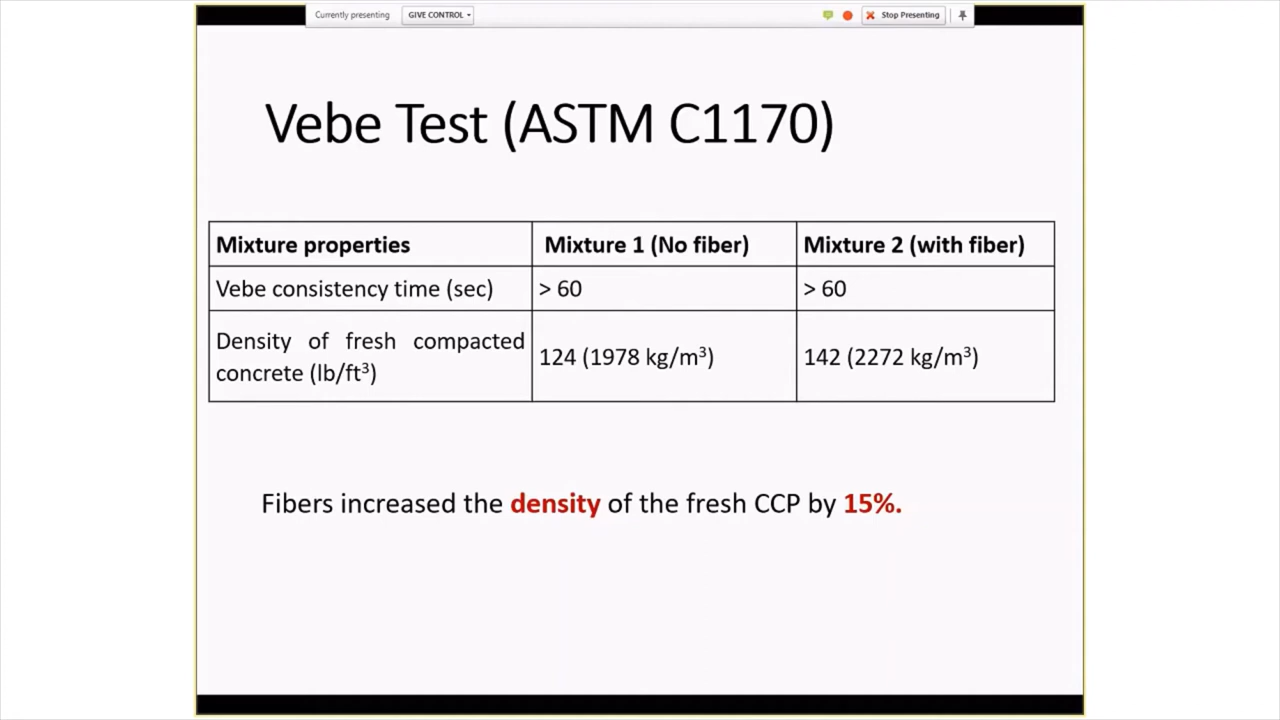 Currently presenting GIVE CONTROL Stop Presenting
Vebe Test (ASTM C1170)
Mixture properties Mixture 1 (No fiber) Mixture 2 (with fiber)
Vebe consistency time (sec) > 60 > 60
Density of fresh compacted
concrete (lb/ft³) 124 (1978 kg/m³) 142 (2272 kg/m³)
Fibers increased the density of the fresh CCP by 15%.